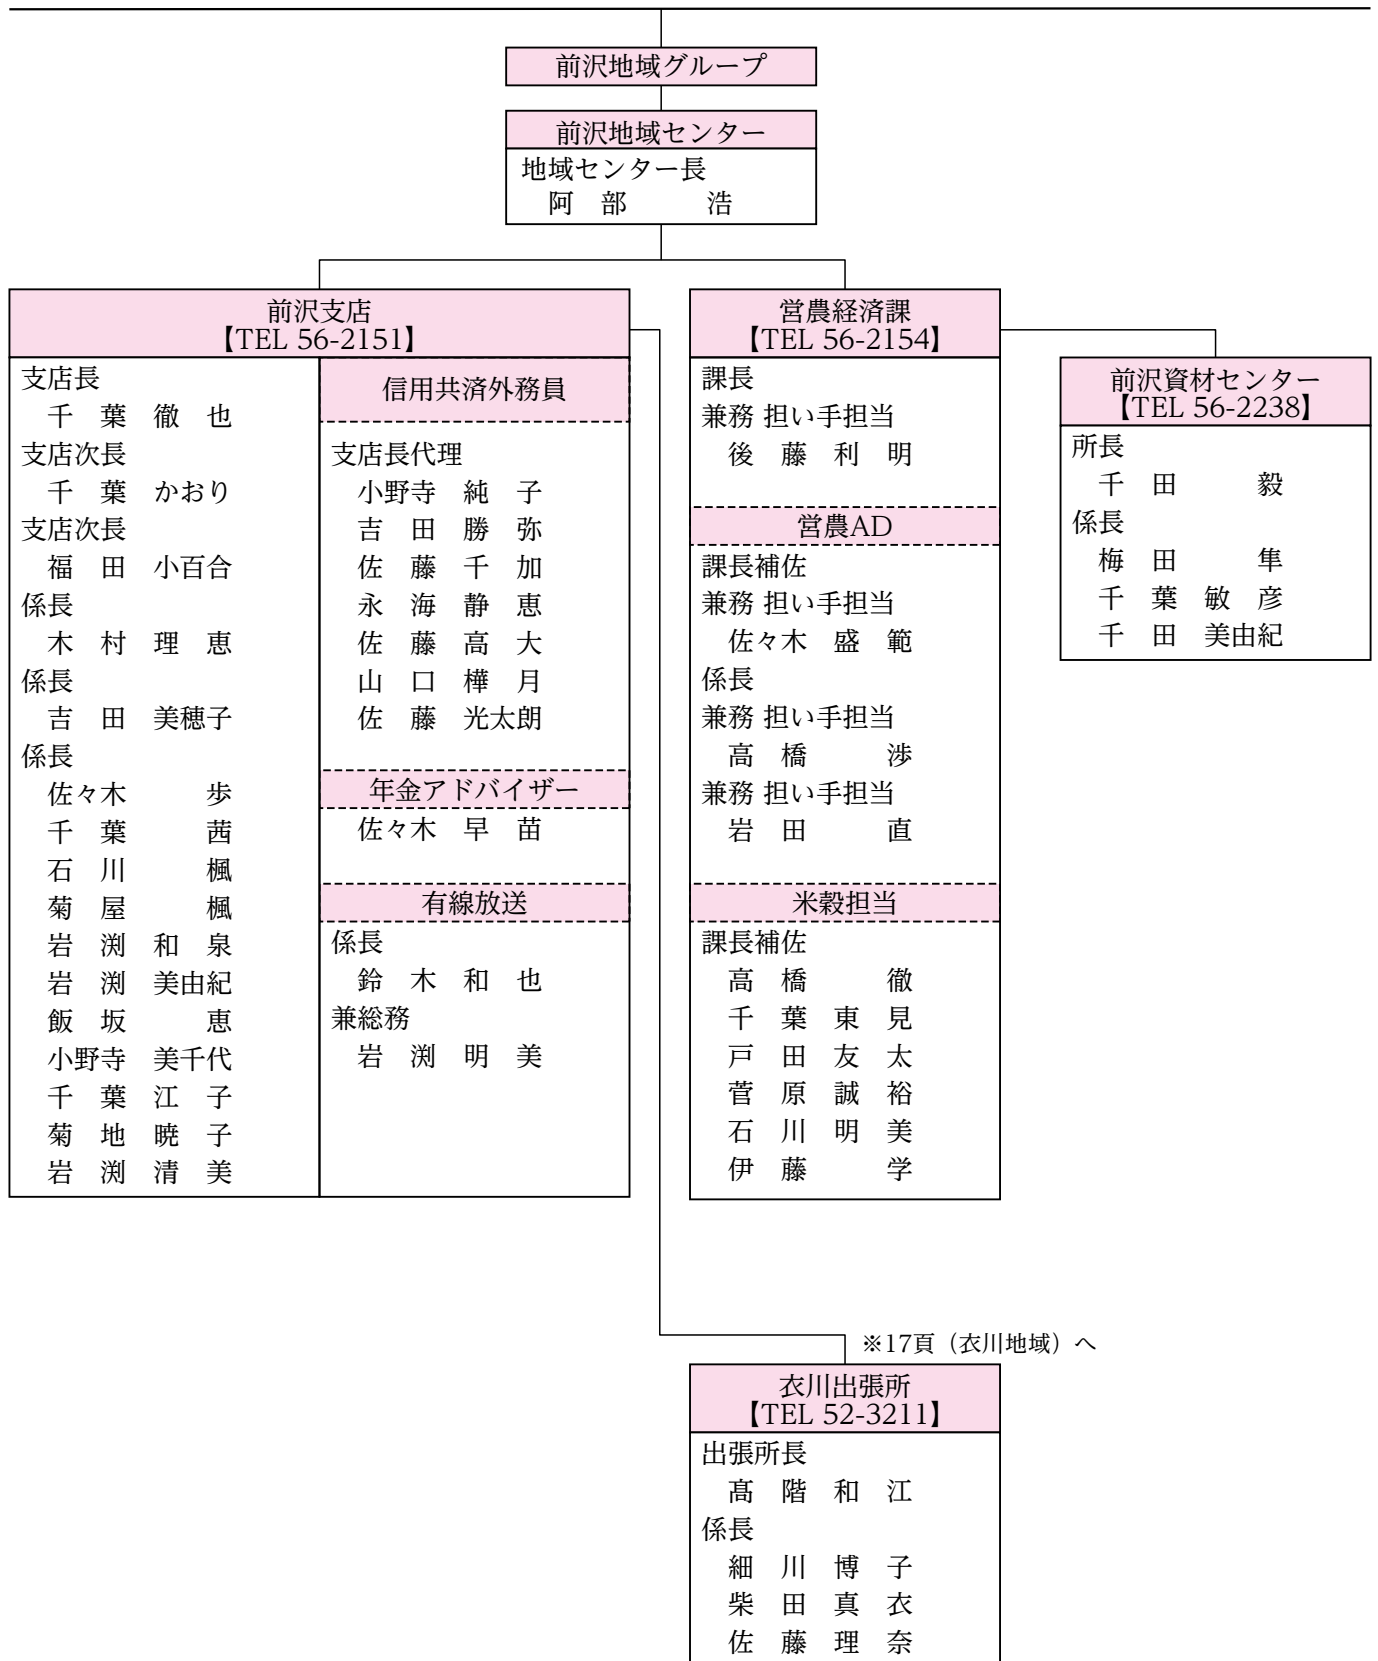 前沢地域グループ
前沢地域センター
地域センター長
阿　部　　　浩
前沢支店
【TEL 56-2151】
支店長
千　葉　徹　也
支店次長
千　葉　かおり
支店次長
福　田　小百合
係長
木　村　理　恵
係長
吉　田　美穂子
係長
佐々木　　　歩
千　葉　　　茜
石　川　　　楓
菊　屋　　　楓
岩　渕　和　泉
岩　渕　美由紀
飯　坂　　　恵
小野寺　美千代
千　葉　江　子
菊　地　暁　子
岩　渕　清　美
信用共済外務員
支店長代理
小野寺　純　子
吉　田　勝　弥
佐　藤　千　加
永　海　静　恵
佐　藤　高　大
山　口　樺　月
佐　藤　光太朗
年金アドバイザー
佐々木　早　苗
有線放送
係長
鈴　木　和　也
兼総務
岩　渕　明　美
営農経済課
【TEL 56-2154】
課長
兼務 担い手担当
後　藤　利　明
営農AD
課長補佐
兼務 担い手担当
佐々木　盛　範
係長
兼務 担い手担当
高　橋　　　渉
兼務 担い手担当
岩　田　　　直
米穀担当
課長補佐
高　橋　　　徹
千　葉　東　見
戸　田　友　太
菅　原　誠　裕
石　川　明　美
伊　藤　　　学
前沢資材センター
【TEL 56-2238】
所長
千　田　　　毅
係長
梅　田　　　隼
千　葉　敏　彦
千　田　美由紀
※17頁（衣川地域）へ
衣川出張所
【TEL 52-3211】
出張所長
髙　階　和　江
係長
細　川　博　子
柴　田　真　衣
佐　藤　理　奈